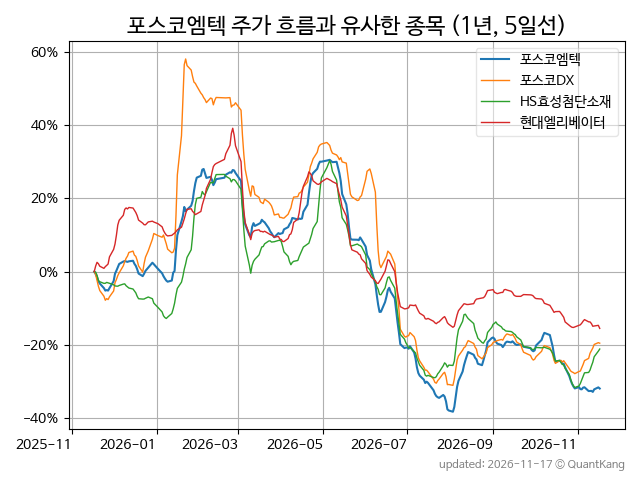 포스코엠텍 주가 흐름과 유사한 종목 (1년, 5일선)
포스코엠텍
포스코DX
HS효성첨단소재
현대엘리베이터
60%
40%
20%
0%
−20%
−40%
2025-11 2026-01 2026-03 2026-05 2026-07 2026-09 2026-11
updated: 2026-11-17 © QuantKang